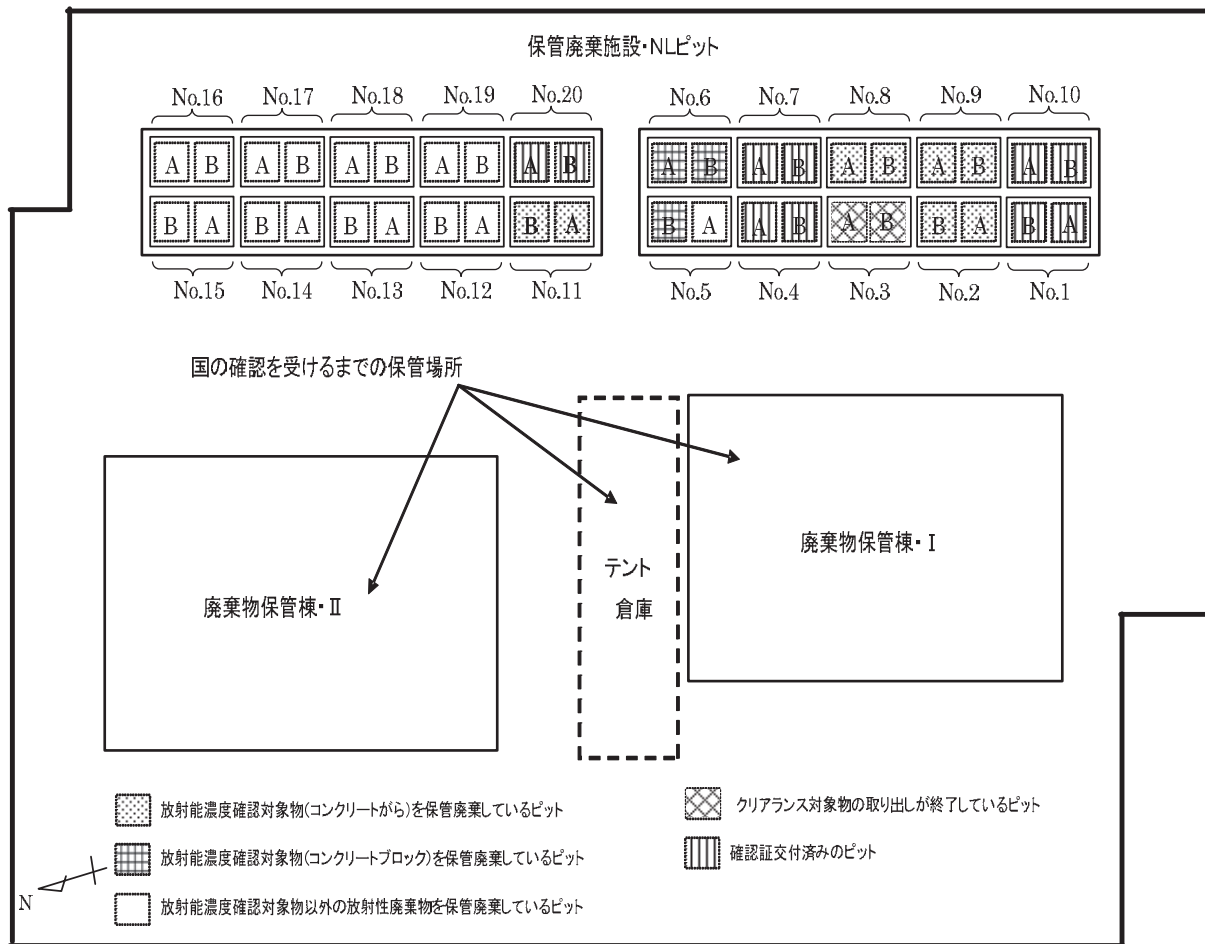 保管廃棄施設・NLピット
No.16 No.17 No.18 No.19 No.20 No.6 No.7 No.8 No.9 No.10
A B A B A B A B A B A B A B A B A B A B
B A B A B A B A B A B A A B A B B A B A
No.15 No.14 No.13 No.12 No.11 No.5 No.4 No.3 No.2 No.1
国の確認を受けるまでの保管場所
廃棄物保管棟・Ⅰ
テント
倉庫
廃棄物保管棟・Ⅱ
放射能濃度確認対象物(コンクリートがら)を保管廃棄しているピット
放射能濃度確認対象物(コンクリートブロック)を保管廃棄しているピット
放射能濃度確認対象物以外の放射性廃棄物を保管廃棄しているピット
クリアランス対象物の取り出しが終了しているピット
確認証交付済みのピット
N